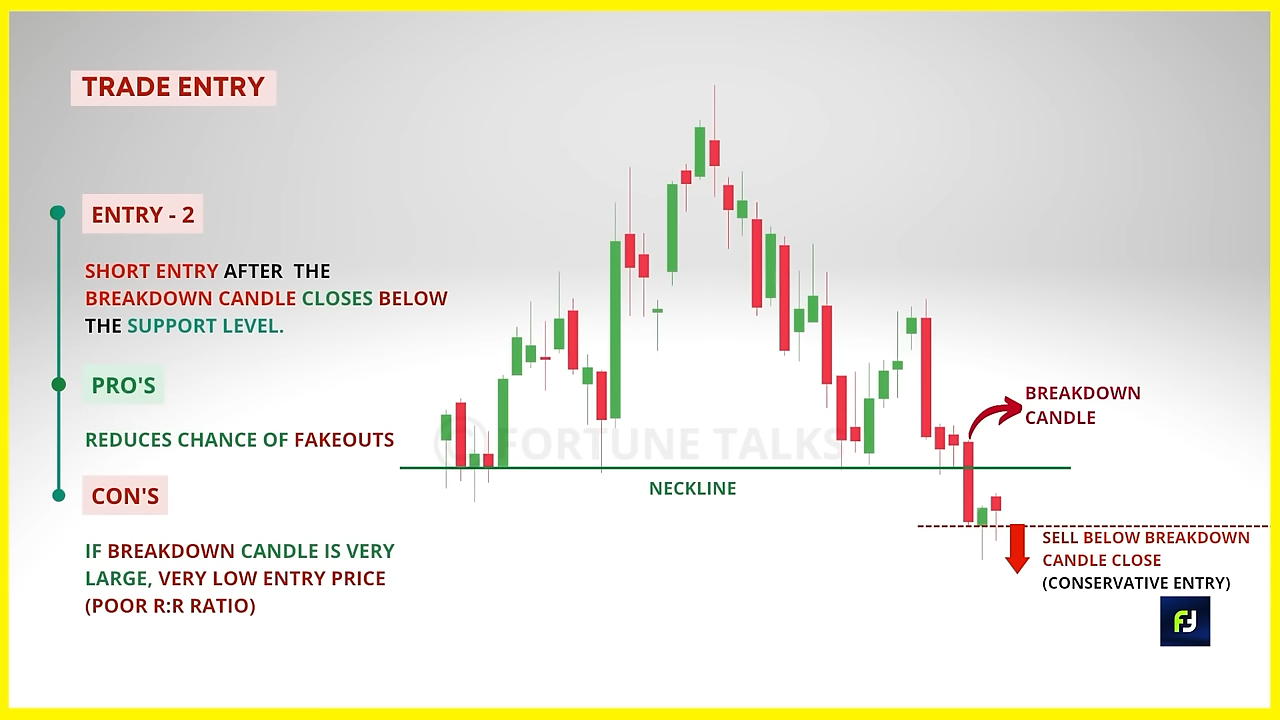 TRADE ENTRY
ENTRY - 2
SHORT ENTRY AFTER THE
BREAKDOWN CANDLE CLOSES BELOW
THE SUPPORT LEVEL.
PRO'S
REDUCES CHANCE OF FAKEOUTS
CON'S
IF BREAKDOWN CANDLE IS VERY
LARGE, VERY LOW ENTRY PRICE
(POOR R:R RATIO)
© FORTUNE TALKS
NECKLINE
BREAKDOWN
CANDLE
SELL BELOW BREAKDOWN
CANDLE CLOSE
(CONSERVATIVE ENTRY)